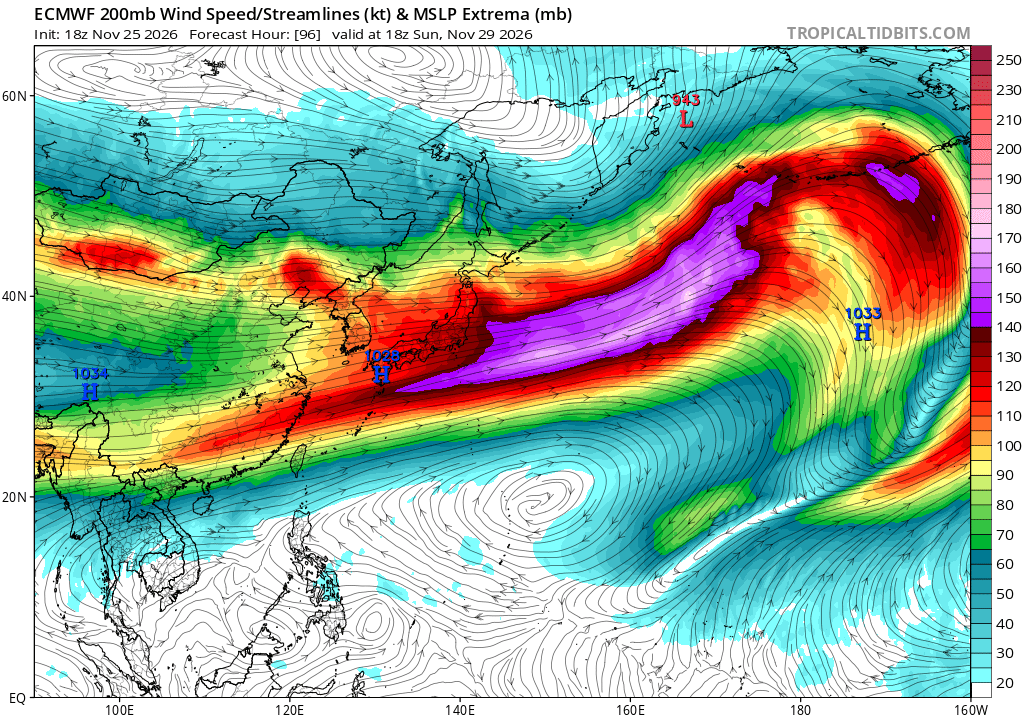 ECMWF 200mb Wind Speed/Streamlines (kt) & MSLP Extrema (mb)
Init: 18z Nov 25 2026 Forecast Hour: [96] valid at 18z Sun, Nov 29 2026
TROPICALTIDBITS.COM
60N
40N
20N
EQ
100E
120E
140E
160E
180
160W
943
L
1033
H
1028
H
1034
H
250
230
210
200
190
180
170
160
150
140
130
120
110
100
90
80
70
60
50
40
30
20